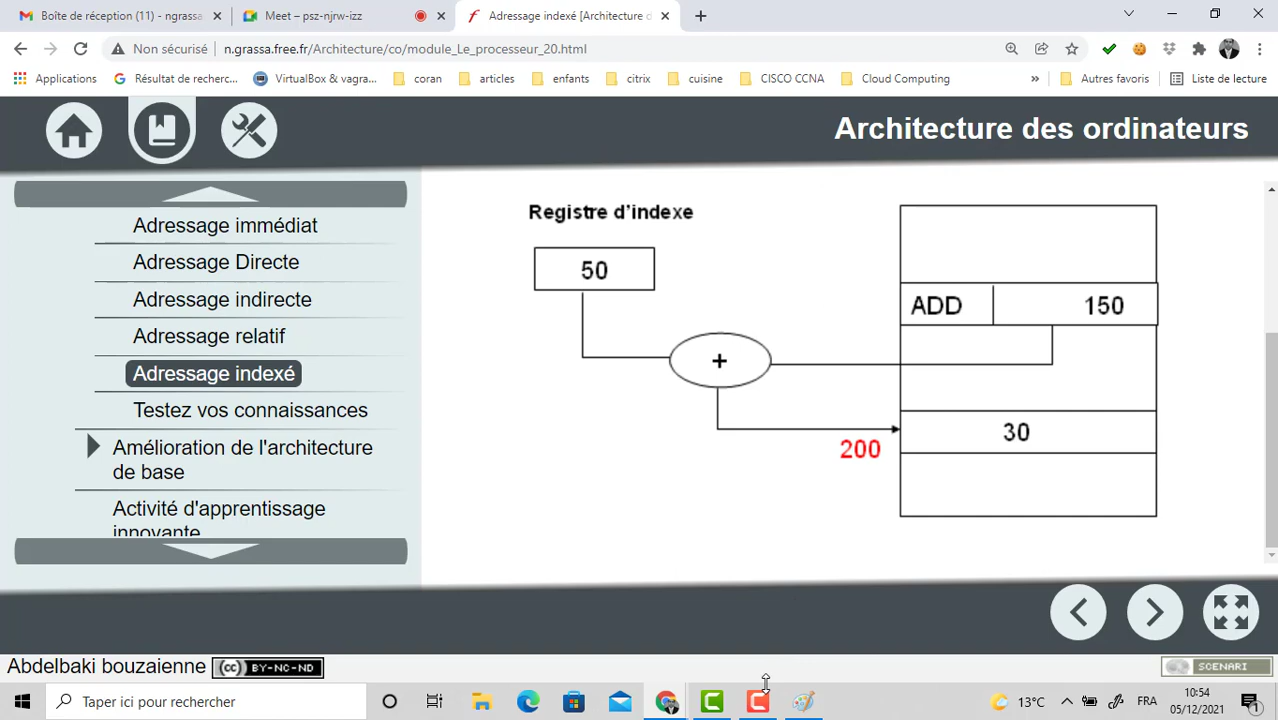 Boîte de réception (11) - ngrass
Meet – psz-njrw-izz
Adressage indexé [Architecture d
Non sécurisé
n.grassa.free.fr/Architecture/co/module_Le_processeur_20.html
Applications
Résultat de recherc...
VirtualBox & vagra...
coran
articles
enfants
citrix
cuisine
CISCO CCNA
Cloud Computing
»
Autres favoris
Liste de lecture
Architecture des ordinateurs
Adressage immédiat
Adressage Directe
Adressage indirecte
Adressage relatif
Adressage indexé
Testez vos connaissances
Amélioration de l'architecture
de base
Activité d'apprentissage
innovante
Registre d'indexe
50
ADD 150
+
200
30
Abdelbaki bouzaienne
(cc) BY-NC-ND
SCENARI
Taper ici pour rechercher
13°C
FRA
10:54
05/12/2021
1